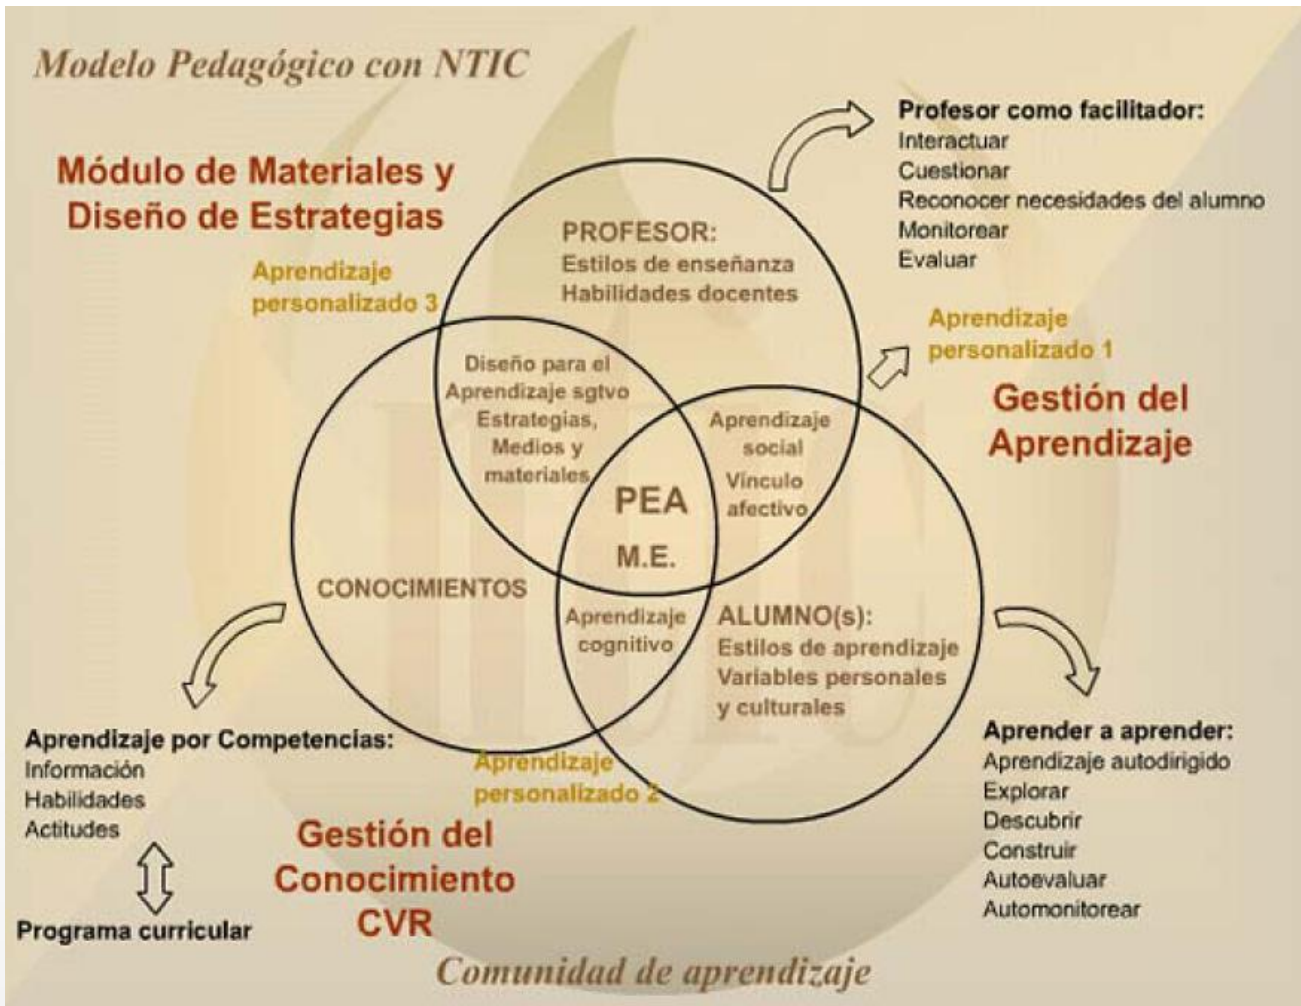 Modelo Pedagógico con NTIC
Módulo de Materiales y
Diseño de Estrategias
Aprendizaje
personalizado 3
PROFESOR:
Estilos de enseñanza
Habilidades docentes
Profesor como facilitador:
Interactuar
Cuestionar
Reconocer necesidades del alumno
Monitorear
Evaluar
Aprendizaje
personalizado 1
Gestión del
Aprendizaje
Diseño para el
Aprendizaje sgtvo
Estrategias,
Medios y
materiales
Aprendizaje
social
Vínculo
afectivo
PEA
M.E.
CONOCIMIENTOS
Aprendizaje
cognitivo
ALUMNO(s):
Estilos de aprendizaje
Variables personales
y culturales
Aprendizaje por Competencias:
Información
Habilidades
Actitudes
Programa curricular
Aprendizaje
personalizado 2
Gestión del
Conocimiento
CVR
Aprender a aprender:
Aprendizaje autodirigido
Explorar
Descubrir
Construir
Autoevaluar
Automonitorear
Comunidad de aprendizaje